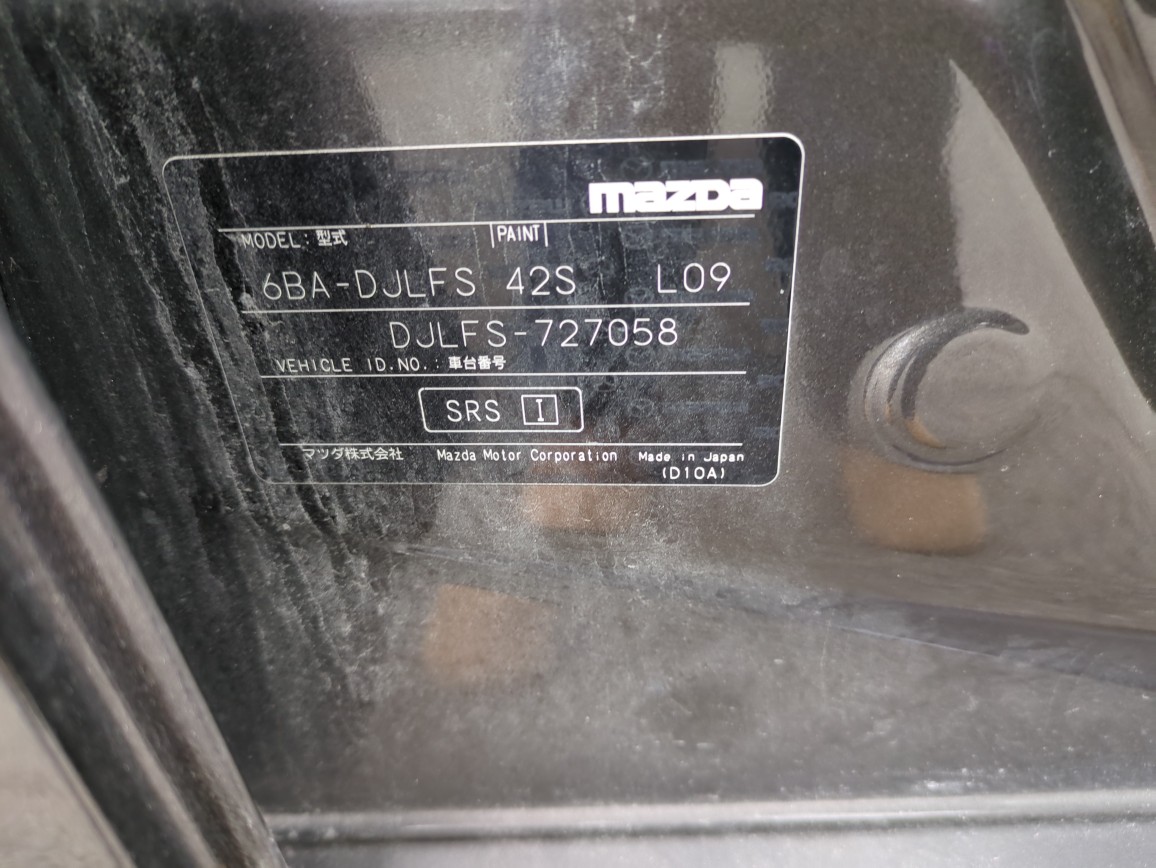 mazda
MODEL : 型式 PAINT
6BA-DJLFS 42S L09
DJLFS-727058
VEHICLE ID.NO. : 車台番号
SRS I
マツダ株式会社 Mazda Motor Corporation Made in Japan
(D10A)